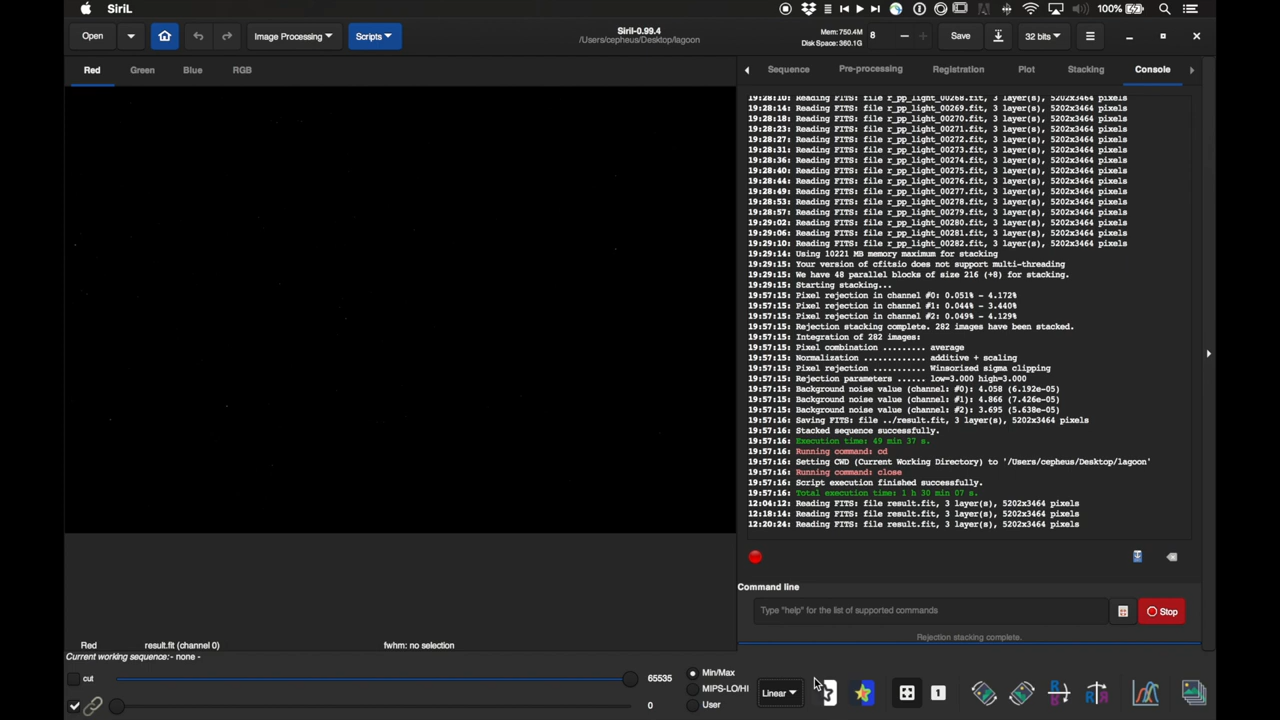 SiriL
100%
Open
Image Processing
Scripts
Siril-0.99.4
/Users/cepheus/Desktop/lagoon
Mem: 750.4M
Disk Space: 360.1G
8
Save
32 bits
Red
Green
Blue
RGB
Sequence
Pre-processing
Registration
Plot
Stacking
Console
19:28:10: Reading FITS: file r_pp_light_00268.fit, 3 layer(s), 5202x3464 pixels
19:28:14: Reading FITS: file r_pp_light_00269.fit, 3 layer(s), 5202x3464 pixels
19:28:18: Reading FITS: file r_pp_light_00270.fit, 3 layer(s), 5202x3464 pixels
19:28:23: Reading FITS: file r_pp_light_00271.fit, 3 layer(s), 5202x3464 pixels
19:28:27: Reading FITS: file r_pp_light_00272.fit, 3 layer(s), 5202x3464 pixels
19:28:31: Reading FITS: file r_pp_light_00273.fit, 3 layer(s), 5202x3464 pixels
19:28:36: Reading FITS: file r_pp_light_00274.fit, 3 layer(s), 5202x3464 pixels
19:28:40: Reading FITS: file r_pp_light_00275.fit, 3 layer(s), 5202x3464 pixels
19:28:44: Reading FITS: file r_pp_light_00276.fit, 3 layer(s), 5202x3464 pixels
19:28:49: Reading FITS: file r_pp_light_00277.fit, 3 layer(s), 5202x3464 pixels
19:28:53: Reading FITS: file r_pp_light_00278.fit, 3 layer(s), 5202x3464 pixels
19:28:57: Reading FITS: file r_pp_light_00279.fit, 3 layer(s), 5202x3464 pixels
19:29:02: Reading FITS: file r_pp_light_00280.fit, 3 layer(s), 5202x3464 pixels
19:29:06: Reading FITS: file r_pp_light_00281.fit, 3 layer(s), 5202x3464 pixels
19:29:10: Reading FITS: file r_pp_light_00282.fit, 3 layer(s), 5202x3464 pixels
19:29:14: Using 10221 MB memory maximum for stacking
19:29:15: Your version of cfitsio does not support multi-threading
19:29:15: We have 48 parallel blocks of size 216 (+8) for stacking.
19:29:15: Starting stacking...
19:57:15: Pixel rejection in channel #0: 0.051% - 4.172%
19:57:15: Pixel rejection in channel #1: 0.044% - 3.440%
19:57:15: Pixel rejection in channel #2: 0.049% - 4.129%
19:57:15: Rejection stacking complete. 282 images have been stacked.
19:57:15: Integration of 282 images:
19:57:15: Pixel combination ......... average
19:57:15: Normalization ............. additive + scaling
19:57:15: Pixel rejection ........... Winsorized sigma clipping
19:57:15: Rejection parameters ...... low=3.000 high=3.000
19:57:15: Background noise value (channel: #0): 4.058 (6.192e-05)
19:57:15: Background noise value (channel: #1): 4.866 (7.426e-05)
19:57:15: Background noise value (channel: #2): 3.695 (5.638e-05)
19:57:16: Saving FITS: file ../result.fit, 3 layer(s), 5202x3464 pixels
19:57:16: Stacked sequence successfully.
19:57:16: Execution time: 49 min 37 s.
19:57:16: Running command: cd
19:57:16: Setting CWD (Current Working Directory) to '/Users/cepheus/Desktop/lagoon'
19:57:16: Running command: close
19:57:16: Script execution finished successfully.
19:57:16: Total execution time: 1 h 30 min 07 s.
12:04:12: Reading FITS: file result.fit, 3 layer(s), 5202x3464 pixels
12:18:14: Reading FITS: file result.fit, 3 layer(s), 5202x3464 pixels
12:20:24: Reading FITS: file result.fit, 3 layer(s), 5202x3464 pixels
Command line
Type "help" for the list of supported commands
Stop
Rejection stacking complete.
Red
result.fit (channel 0)
fwhm: no selection
Current working sequence:- none -
cut
65535
0
Min/Max
MIPS-LO/HI
User
Linear
1